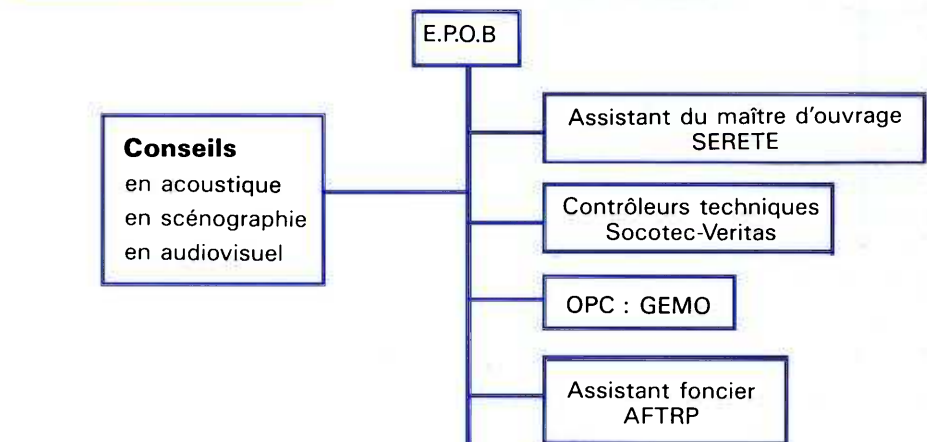 E.P.O.B
Conseils
en acoustique
en scénographie
en audiovisuel
Assistant du maître d'ouvrage
SERETE
Contrôleurs techniques
Socotec-Veritas
OPC : GEMO
Assistant foncier
AFTRP